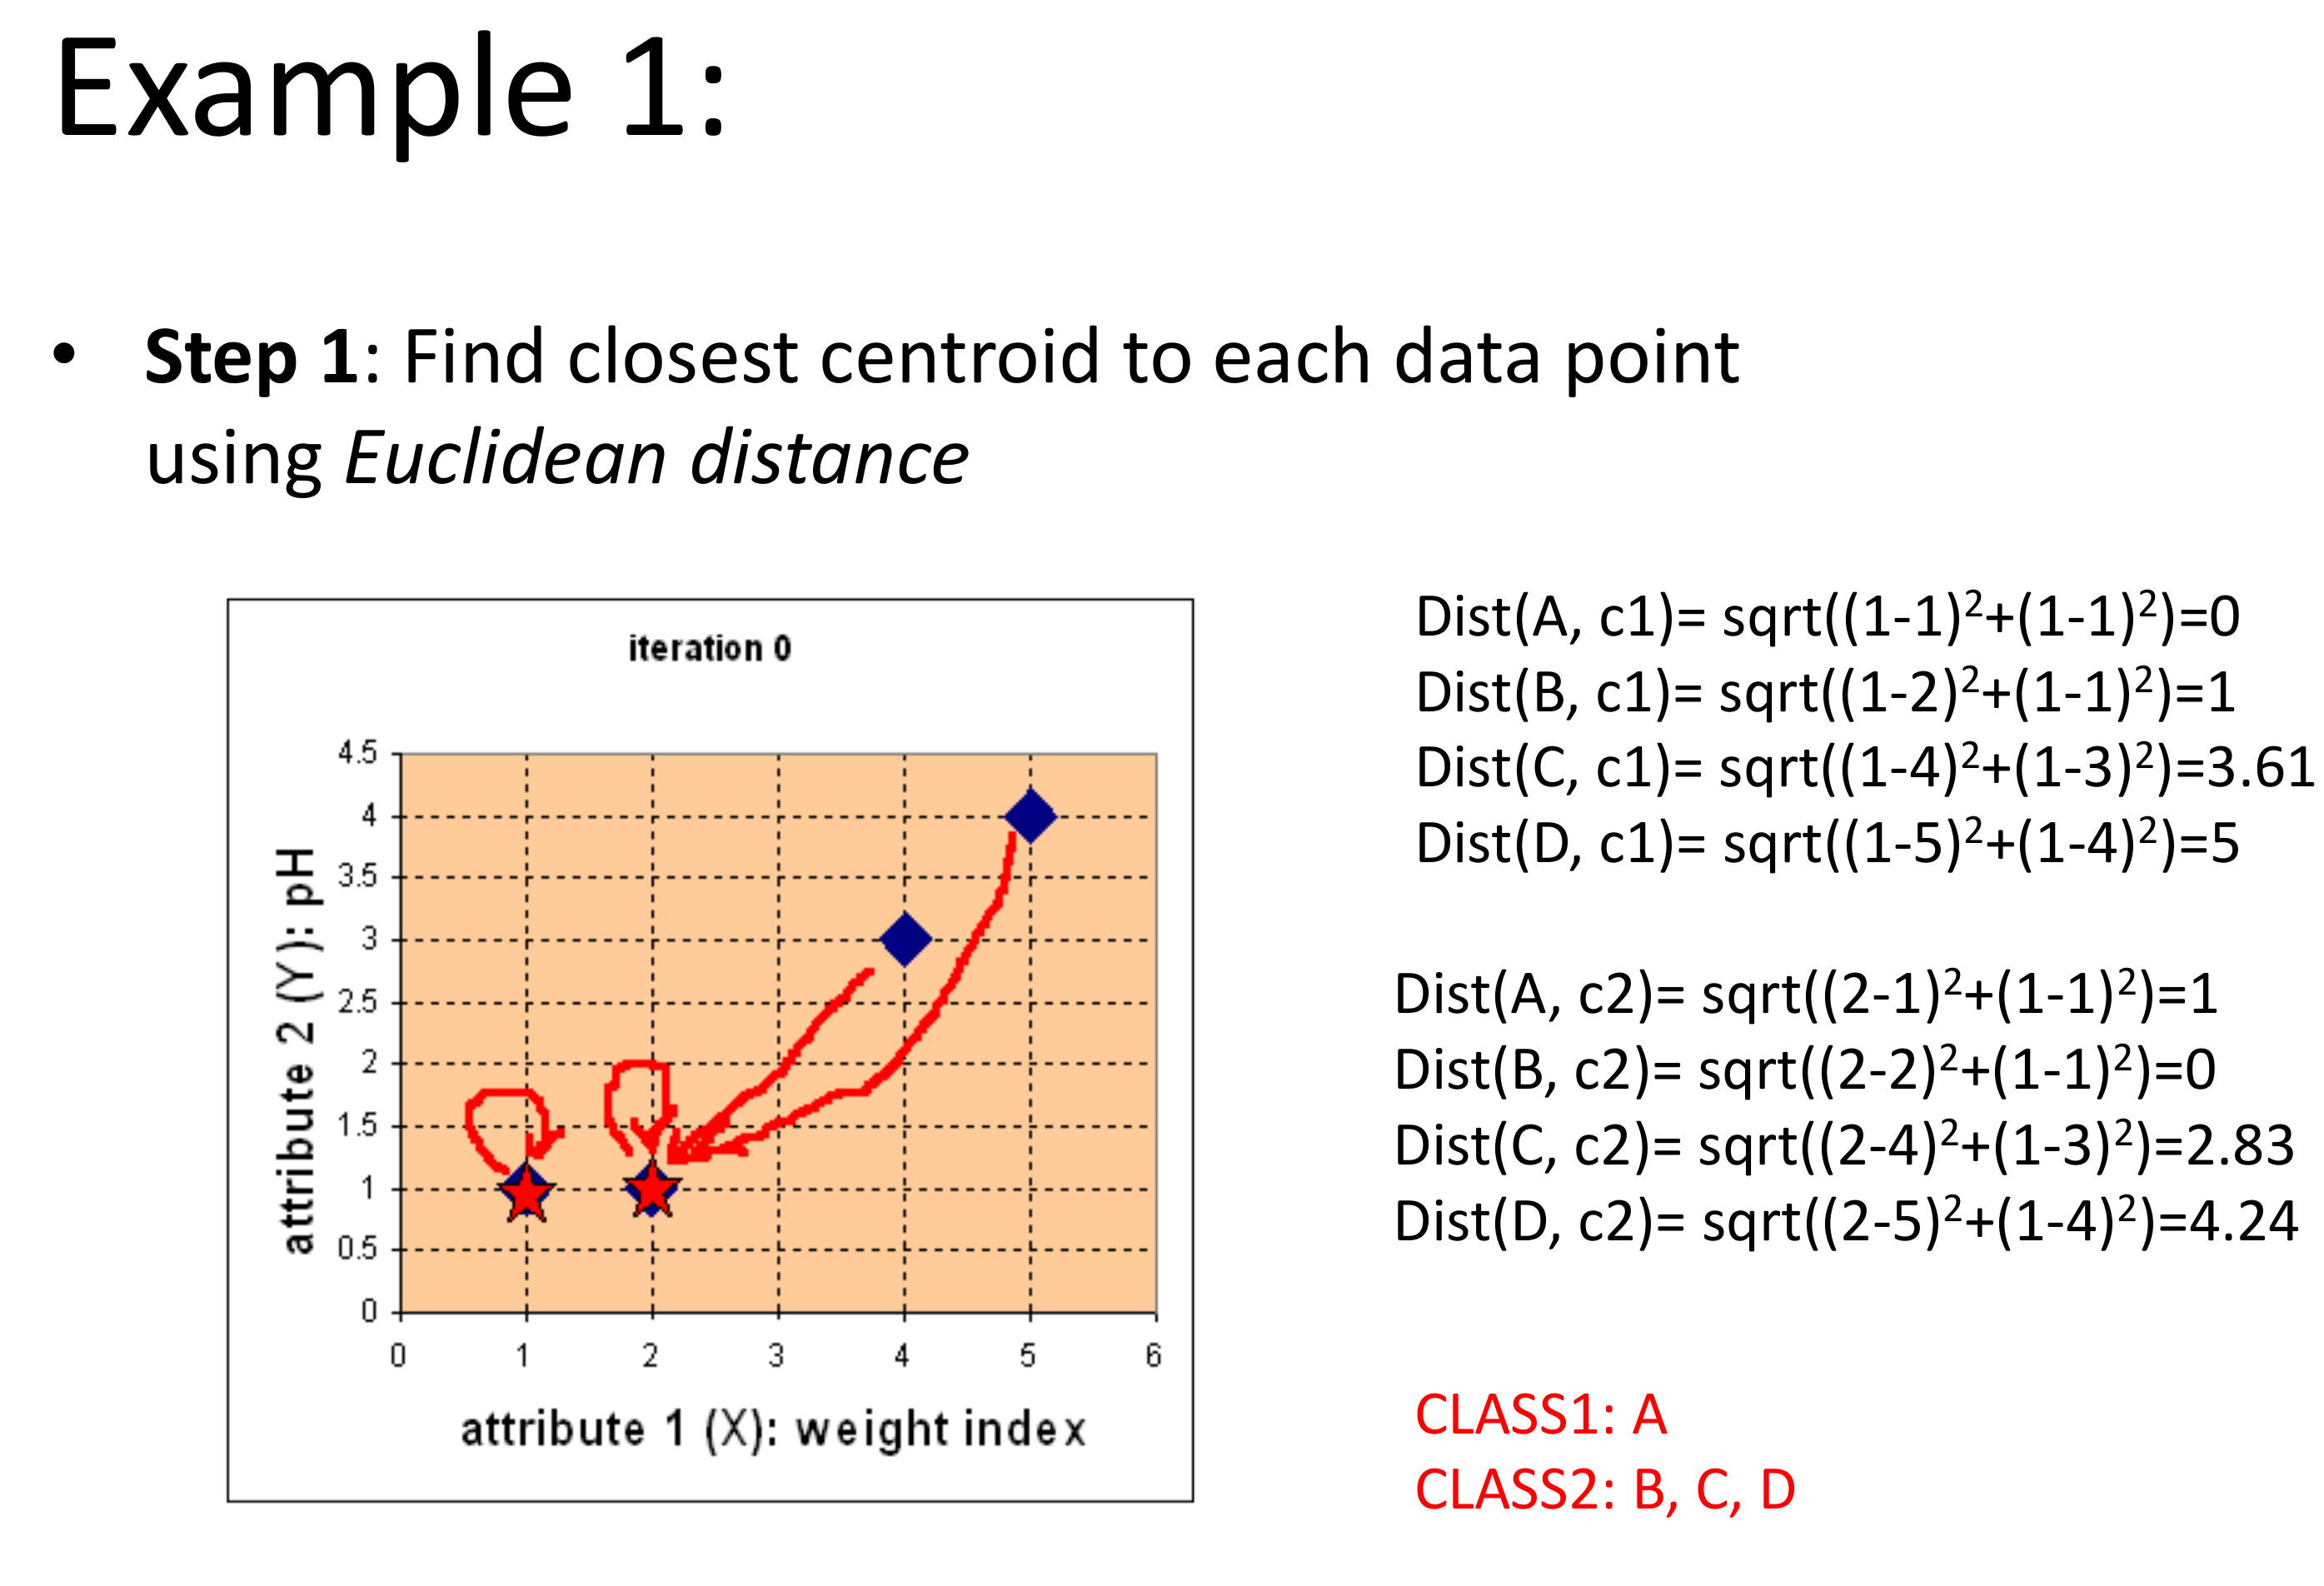 Example 1:
• Step 1: Find closest centroid to each data point
using Euclidean distance
iteration 0
4.5
4
3.5
3
2.5
2
1.5
1
0.5
0
0 1 2 3 4 5 6
attribute 2 (Y): pH
attribute 1 (X): weight index
Dist(A, c1)= sqrt((1-1)²+(1-1)²)=0
Dist(B, c1)= sqrt((1-2)²+(1-1)²)=1
Dist(C, c1)= sqrt((1-4)²+(1-3)²)=3.61
Dist(D, c1)= sqrt((1-5)²+(1-4)²)=5
Dist(A, c2)= sqrt((2-1)²+(1-1)²)=1
Dist(B, c2)= sqrt((2-2)²+(1-1)²)=0
Dist(C, c2)= sqrt((2-4)²+(1-3)²)=2.83
Dist(D, c2)= sqrt((2-5)²+(1-4)²)=4.24
CLASS1: A
CLASS2: B, C, D